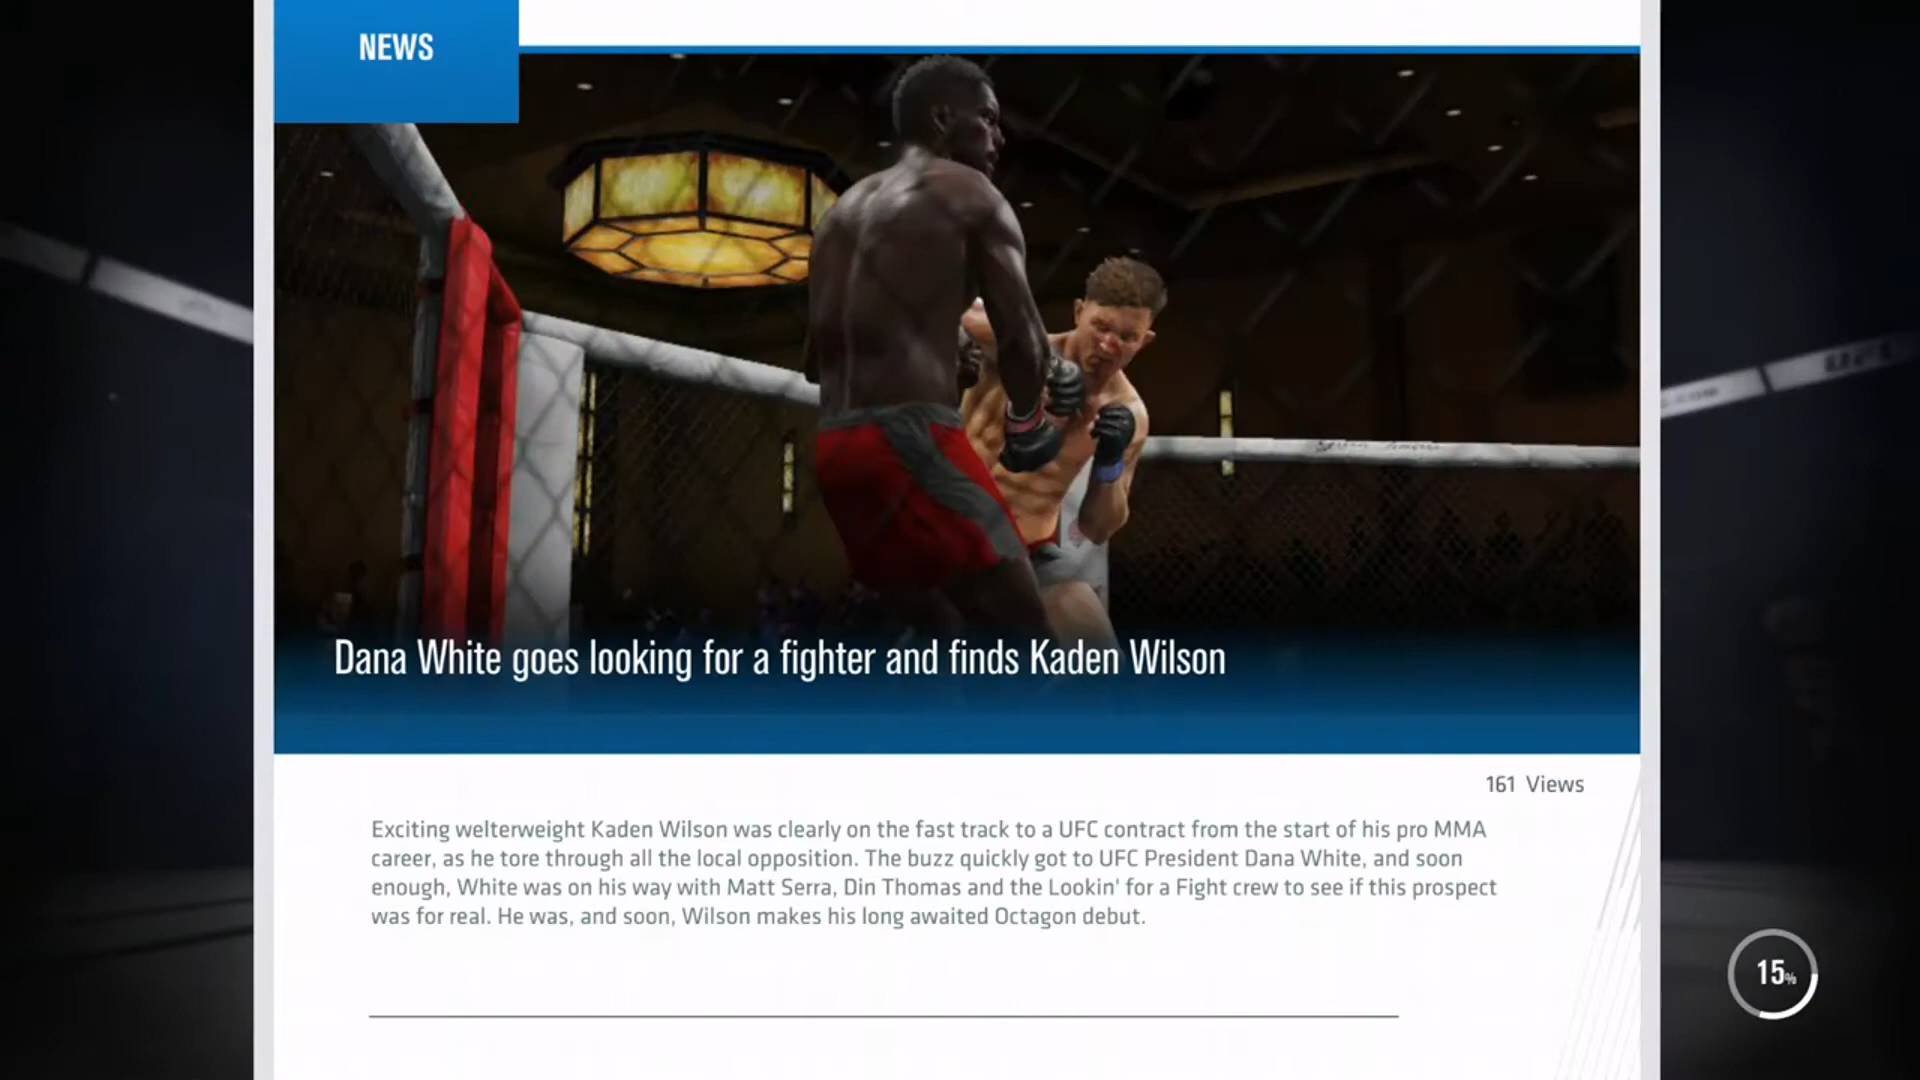 NEWS
Dana White goes looking for a fighter and finds Kaden Wilson
161 Views
Exciting welterweight Kaden Wilson was clearly on the fast track to a UFC contract from the start of his pro MMA
career, as he tore through all the local opposition. The buzz quickly got to UFC President Dana White, and soon
enough, White was on his way with Matt Serra, Din Thomas and the Lookin' for a Fight crew to see if this prospect
was for real. He was, and soon, Wilson makes his long awaited Octagon debut.
15%